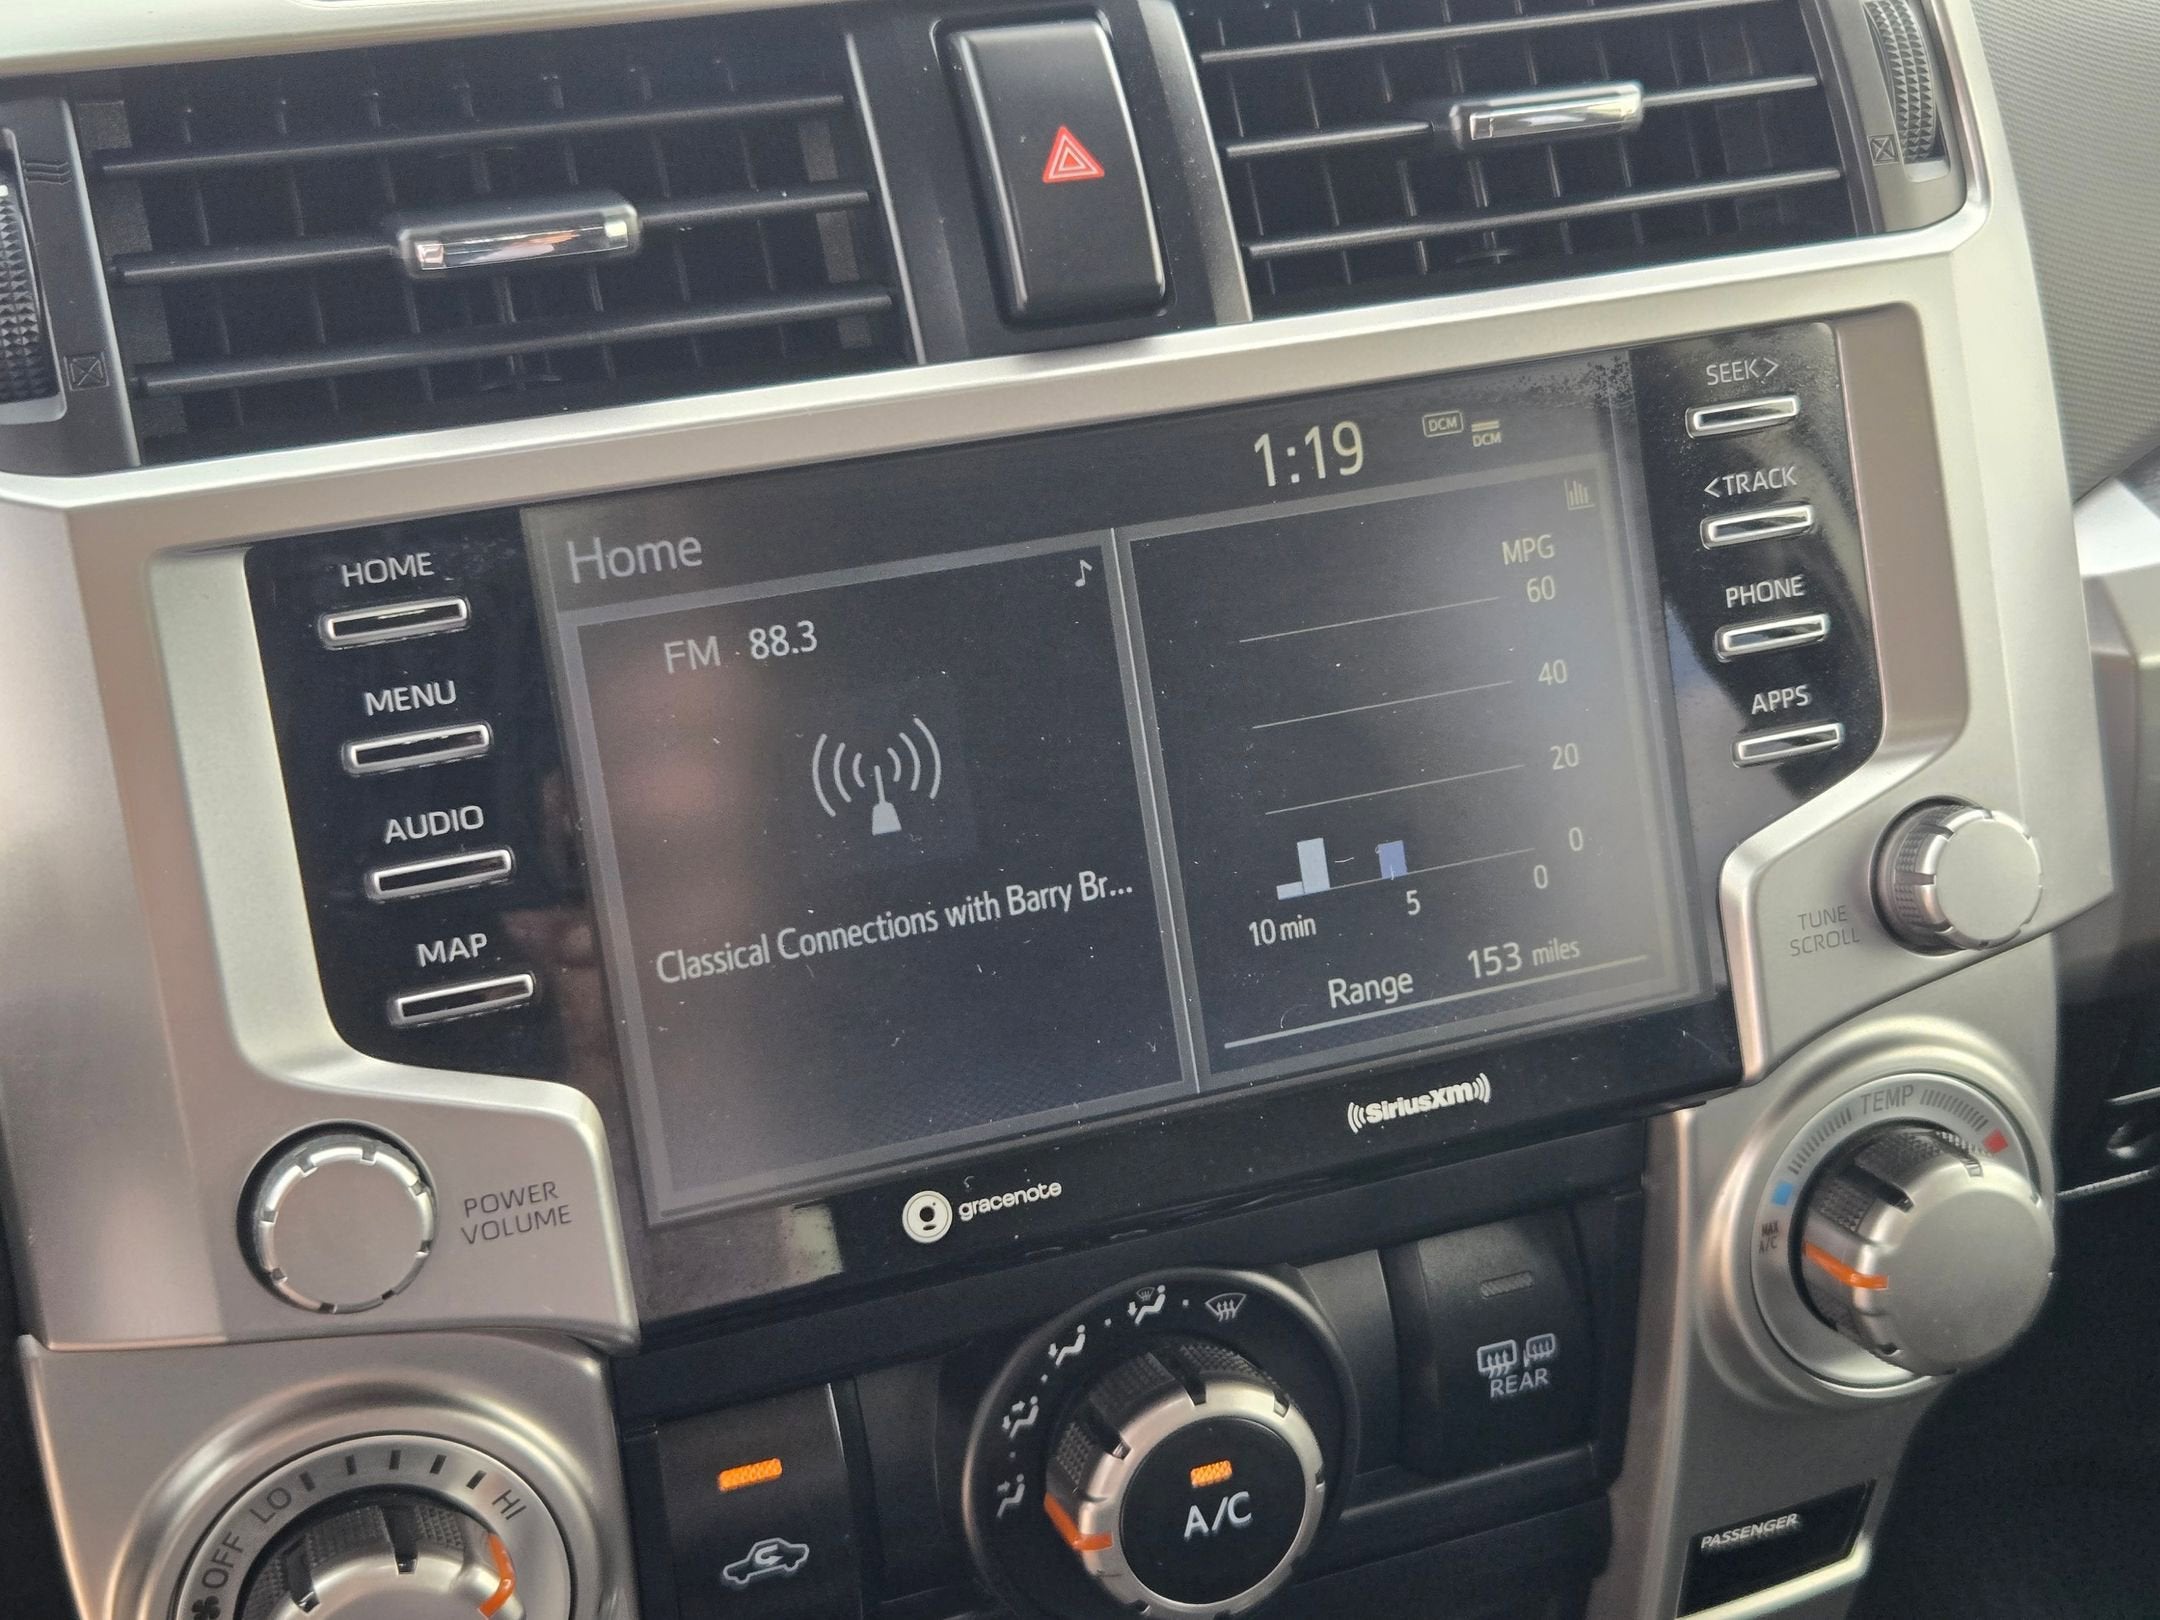 SEEK >
< TRACK
PHONE
APPS
TUNE
SCROLL
HOME
MENU
AUDIO
MAP
POWER
VOLUME
1:19
DCM
DCM
Home
FM 88.3
Classical Connections with Barry Br...
MPG
60
40
20
0
10 min
5
0
Range 153 miles
gracenote
SiriusXM
TEMP
MAX
A/C
OFF
LO
HI
A/C
REAR
PASSENGER